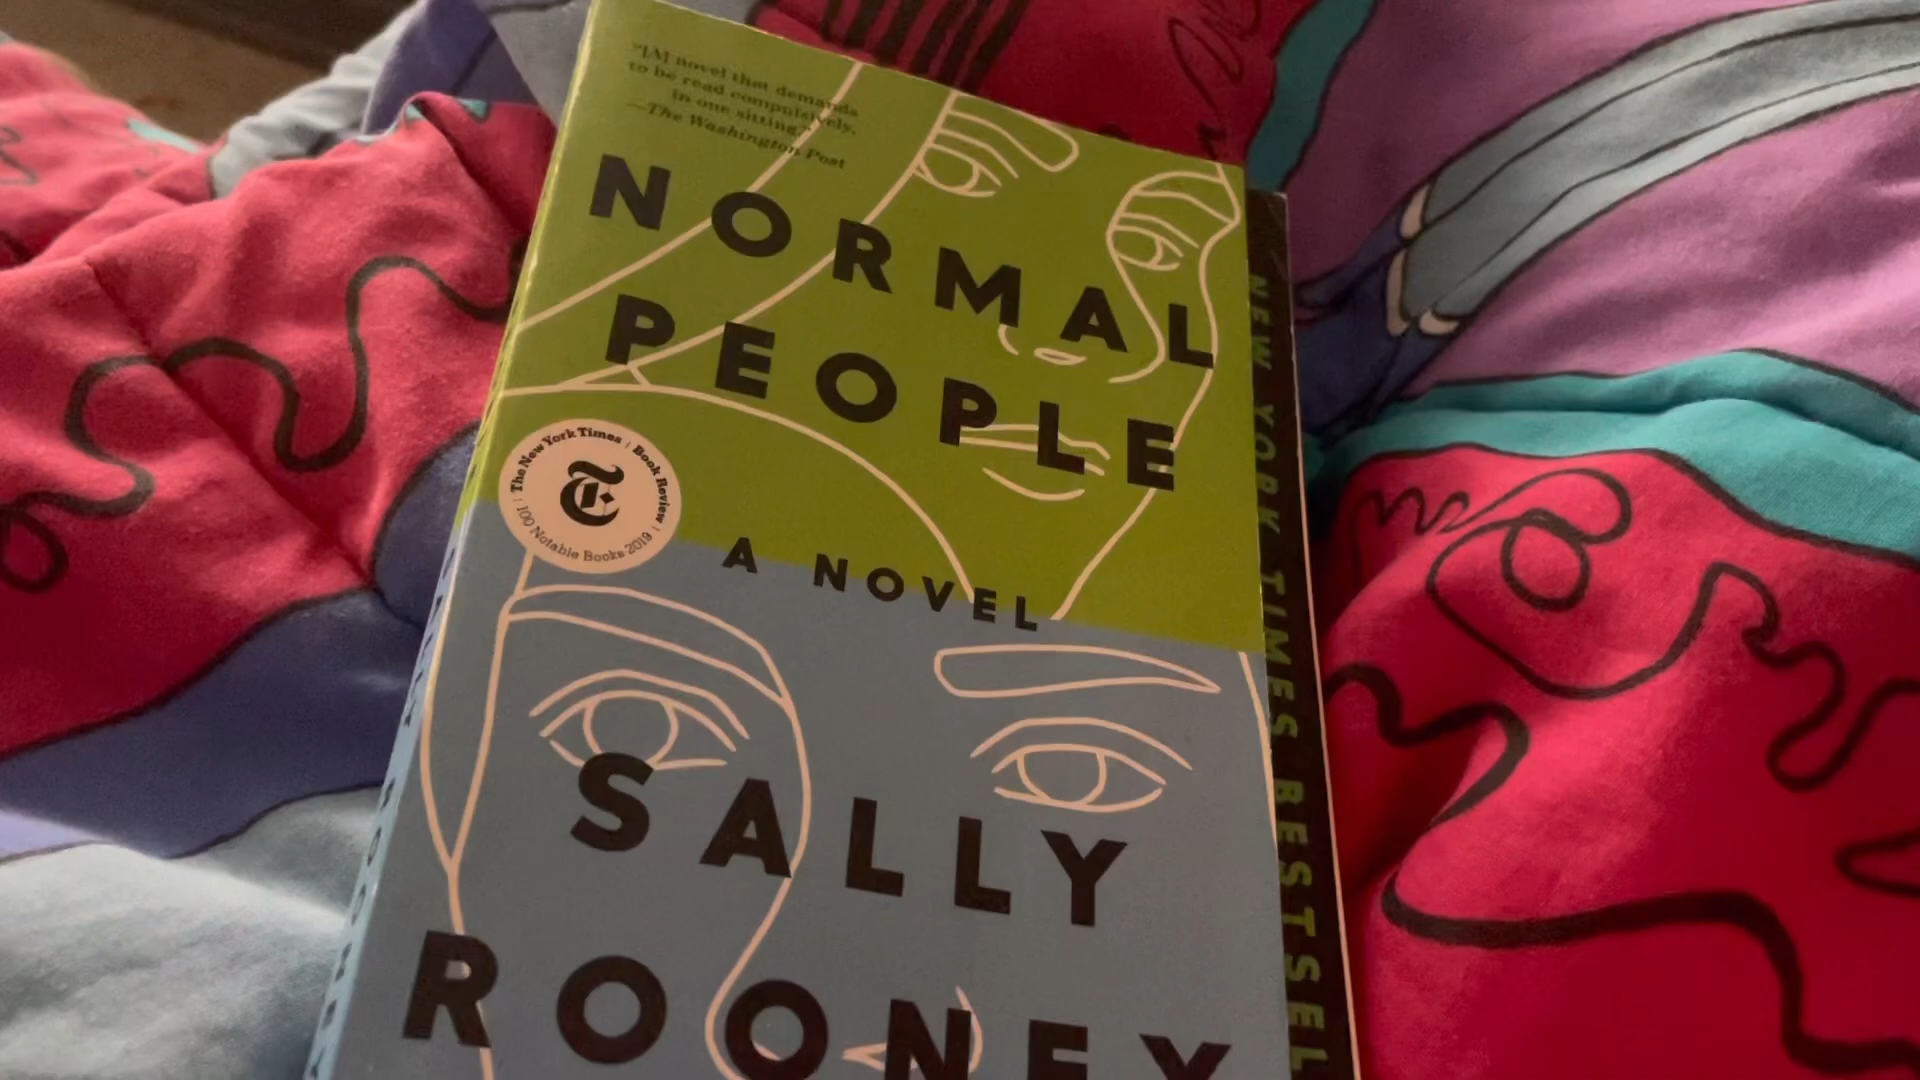 "[A] novel that demands
to be read compulsively,
in one sitting."
—The Washington Post
NORMAL
PEOPLE
The New York Times | Book Review
100 Notable Books 2019
A NOVEL
SALLY
ROONEY
NEW YORK TIMES BESTSEL